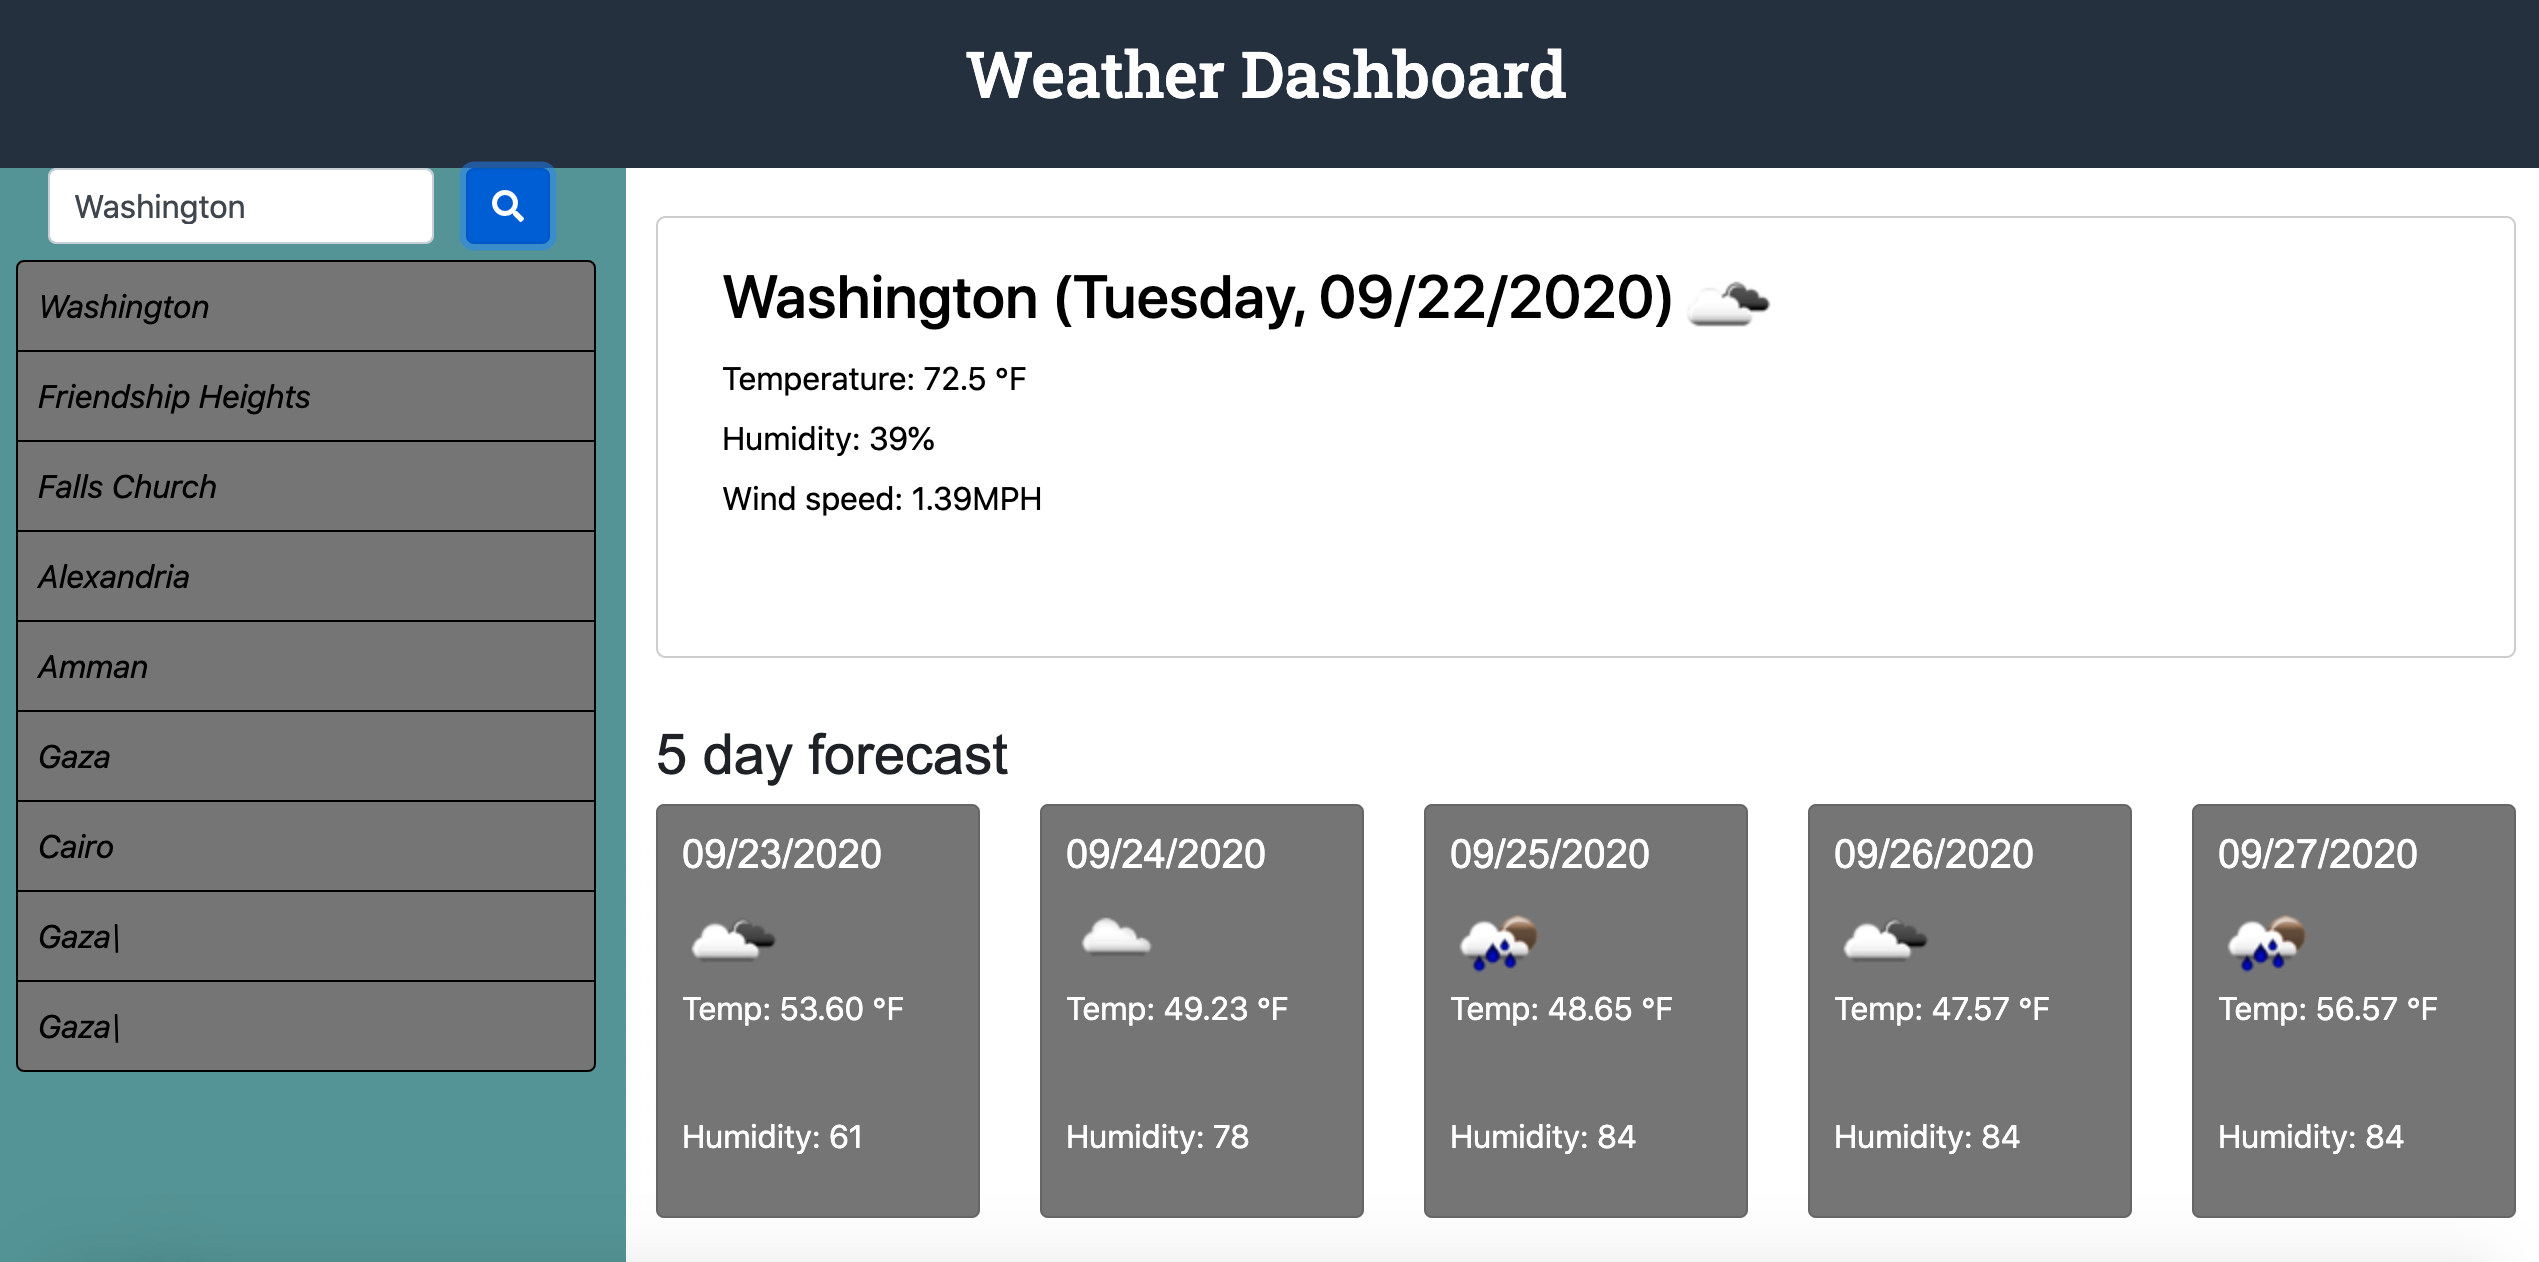 Weather Dashboard
Washington
Washington
Friendship Heights
Falls Church
Alexandria
Amman
Gaza
Cairo
Gaza\
Gaza\
Washington (Tuesday, 09/22/2020)
Temperature: 72.5 °F
Humidity: 39%
Wind speed: 1.39MPH
5 day forecast
09/23/2020
Temp: 53.60 °F
Humidity: 61
09/24/2020
Temp: 49.23 °F
Humidity: 78
09/25/2020
Temp: 48.65 °F
Humidity: 84
09/26/2020
Temp: 47.57 °F
Humidity: 84
09/27/2020
Temp: 56.57 °F
Humidity: 84